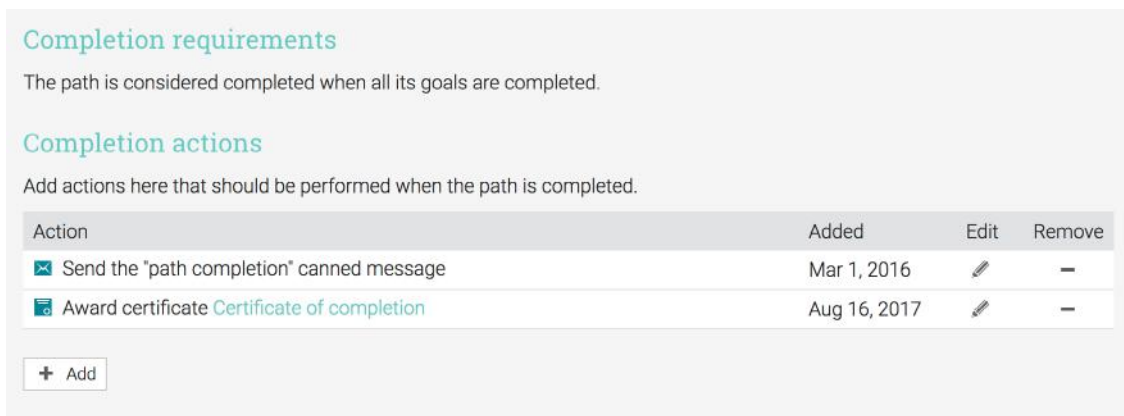 Completion requirements
The path is considered completed when all its goals are completed.
Completion actions
Add actions here that should be performed when the path is completed.
Action Added Edit Remove
Send the "path completion" canned message Mar 1, 2016
Award certificate Certificate of completion Aug 16, 2017
+ Add